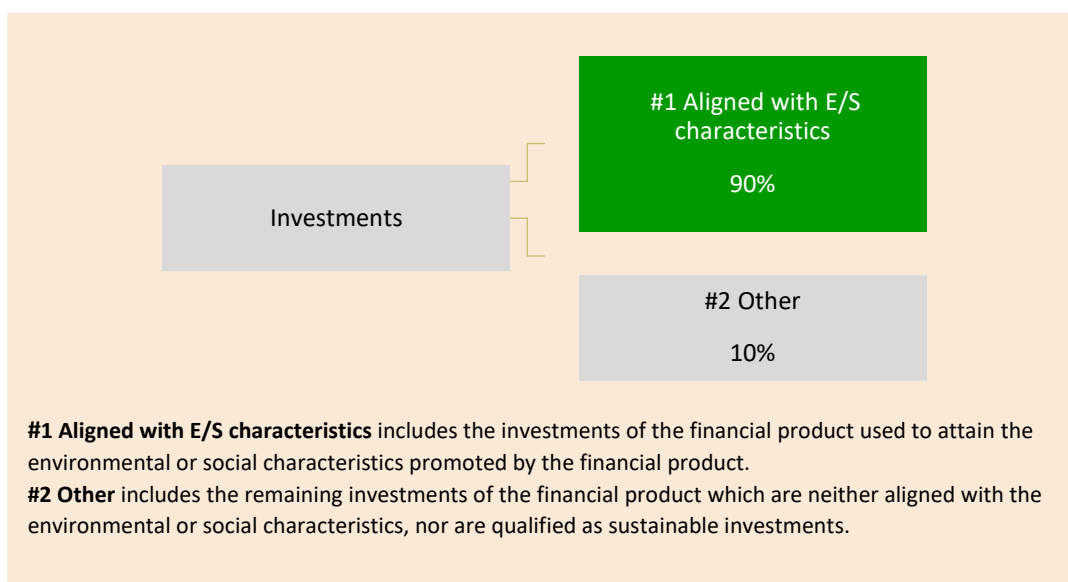 #1 Aligned with E/S
characteristics
90%
Investments
#2 Other
10%
#1 Aligned with E/S characteristics includes the investments of the financial product used to attain the
environmental or social characteristics promoted by the financial product.
#2 Other includes the remaining investments of the financial product which are neither aligned with the
environmental or social characteristics, nor are qualified as sustainable investments.